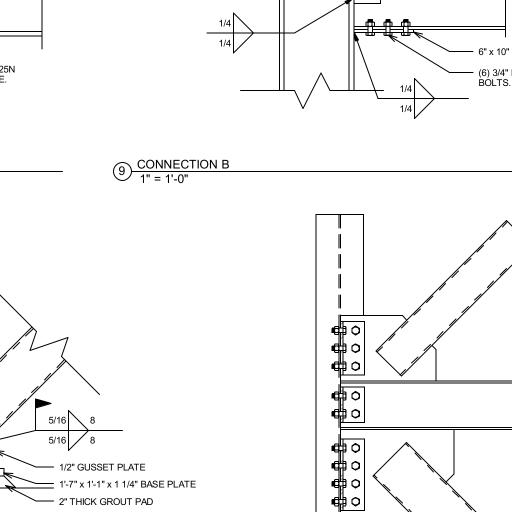 1/4
1/4
6" x 10"
25N
E.
(6) 3/4"
BOLTS.
1/4
1/4
9 CONNECTION B
1" = 1'-0"
5/16 8
5/16 8
1/2" GUSSET PLATE
1'-7" x 1'-1" x 1 1/4" BASE PLATE
2" THICK GROUT PAD